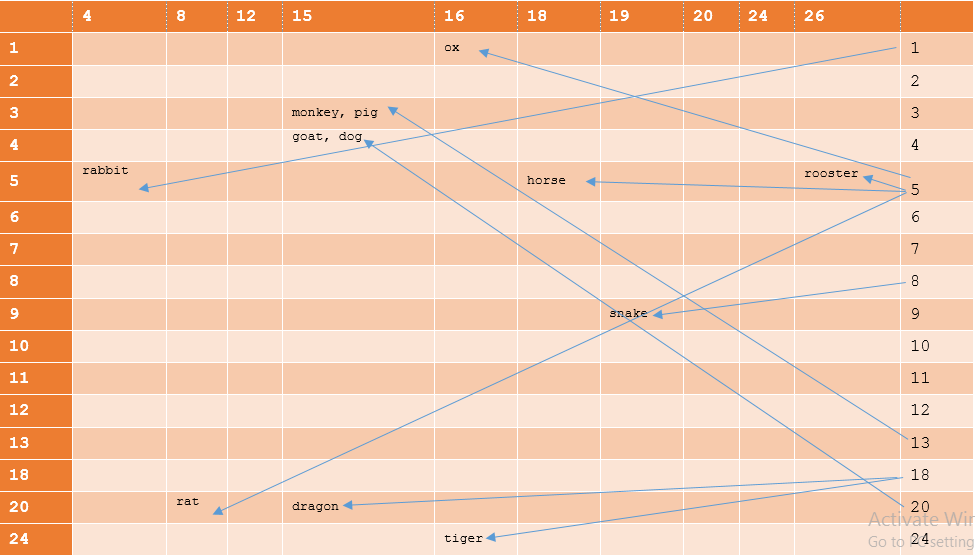 4 8 12 15 16 18 19 20 24 26
1 ox 1
2 2
3 monkey, pig 3
4 goat, dog 4
5 rabbit horse rooster 5
6 6
7 7
8 8
9 snake 9
10 10
11 11
12 12
13 13
18 18
20 rat dragon 20
24 tiger 24
Activate Win
Go to PC setting